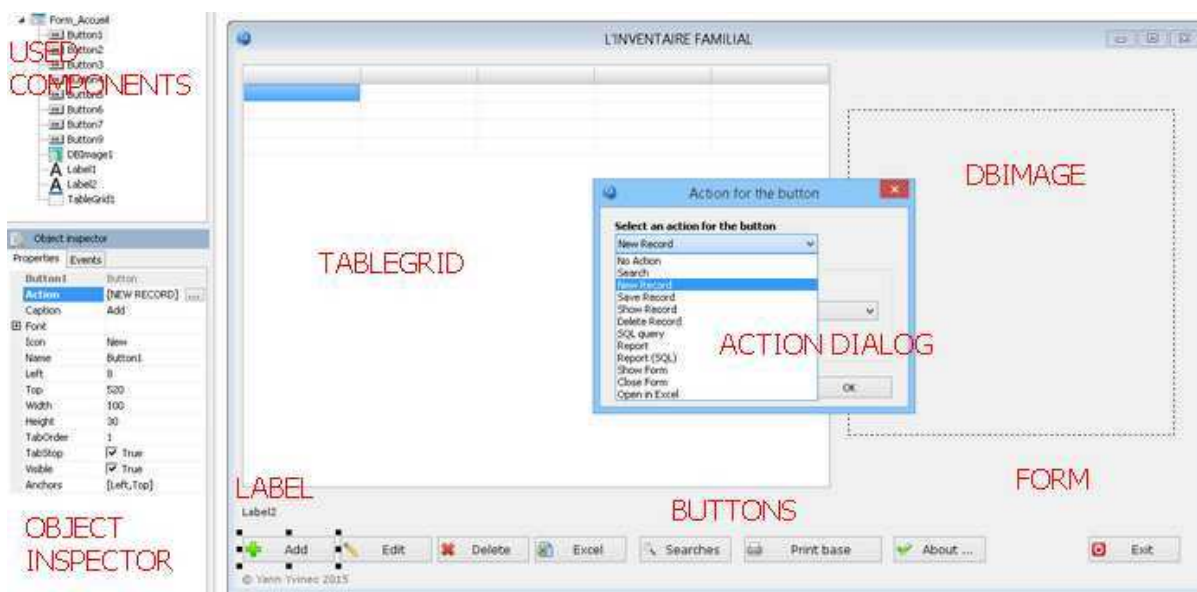 Form_Accueil
Button1
Button2
USED
Button3
COMPONENTS
Button6
Button7
Button9
DBImage1
Label1
Label2
TableGrid1
Object inspector
Properties Events
Button1 Button
Action [NEW RECORD] ...
Caption Add
Font
Icon New
Name Button1
Left 8
Top 520
Width 100
Height 30
TabOrder 1
TabStop True
Visible True
Anchors [Left,Top]
OBJECT
INSPECTOR
L'INVENTAIRE FAMILIAL
DBIMAGE
TABLEGRID
Action for the button
Select an action for the button
New Record
No Action
Search
New Record
Save Record
Show Record
Delete Record
SQL query
Report
Report (SQL)
Show Form
Close Form
Open in Excel
ACTION DIALOG
OK
FORM
LABEL
Label2
BUTTONS
Add Edit Delete Excel Searches Print base About ... Exit
© Yann Yvinec 2015